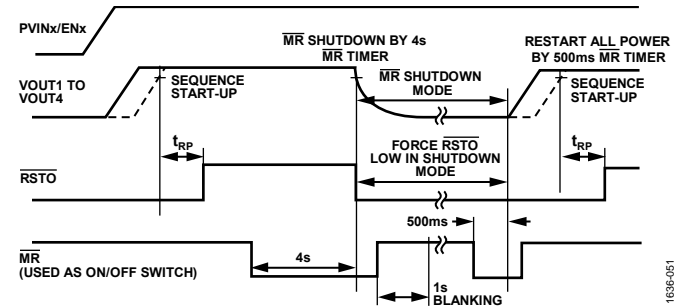 PVINx/ENx
MR SHUTDOWN BY 4s
MR TIMER
RESTART ALL POWER
BY 500ms MR TIMER
VOUT1 TO
VOUT4
SEQUENCE
START-UP
MR SHUTDOWN
MODE
SEQUENCE
START-UP
tRP
FORCE RSTO
LOW IN SHUTDOWN
MODE
tRP
RSTO
500ms
MR
(USED AS ON/OFF SWITCH)
4s
1s
BLANKING
1636-051